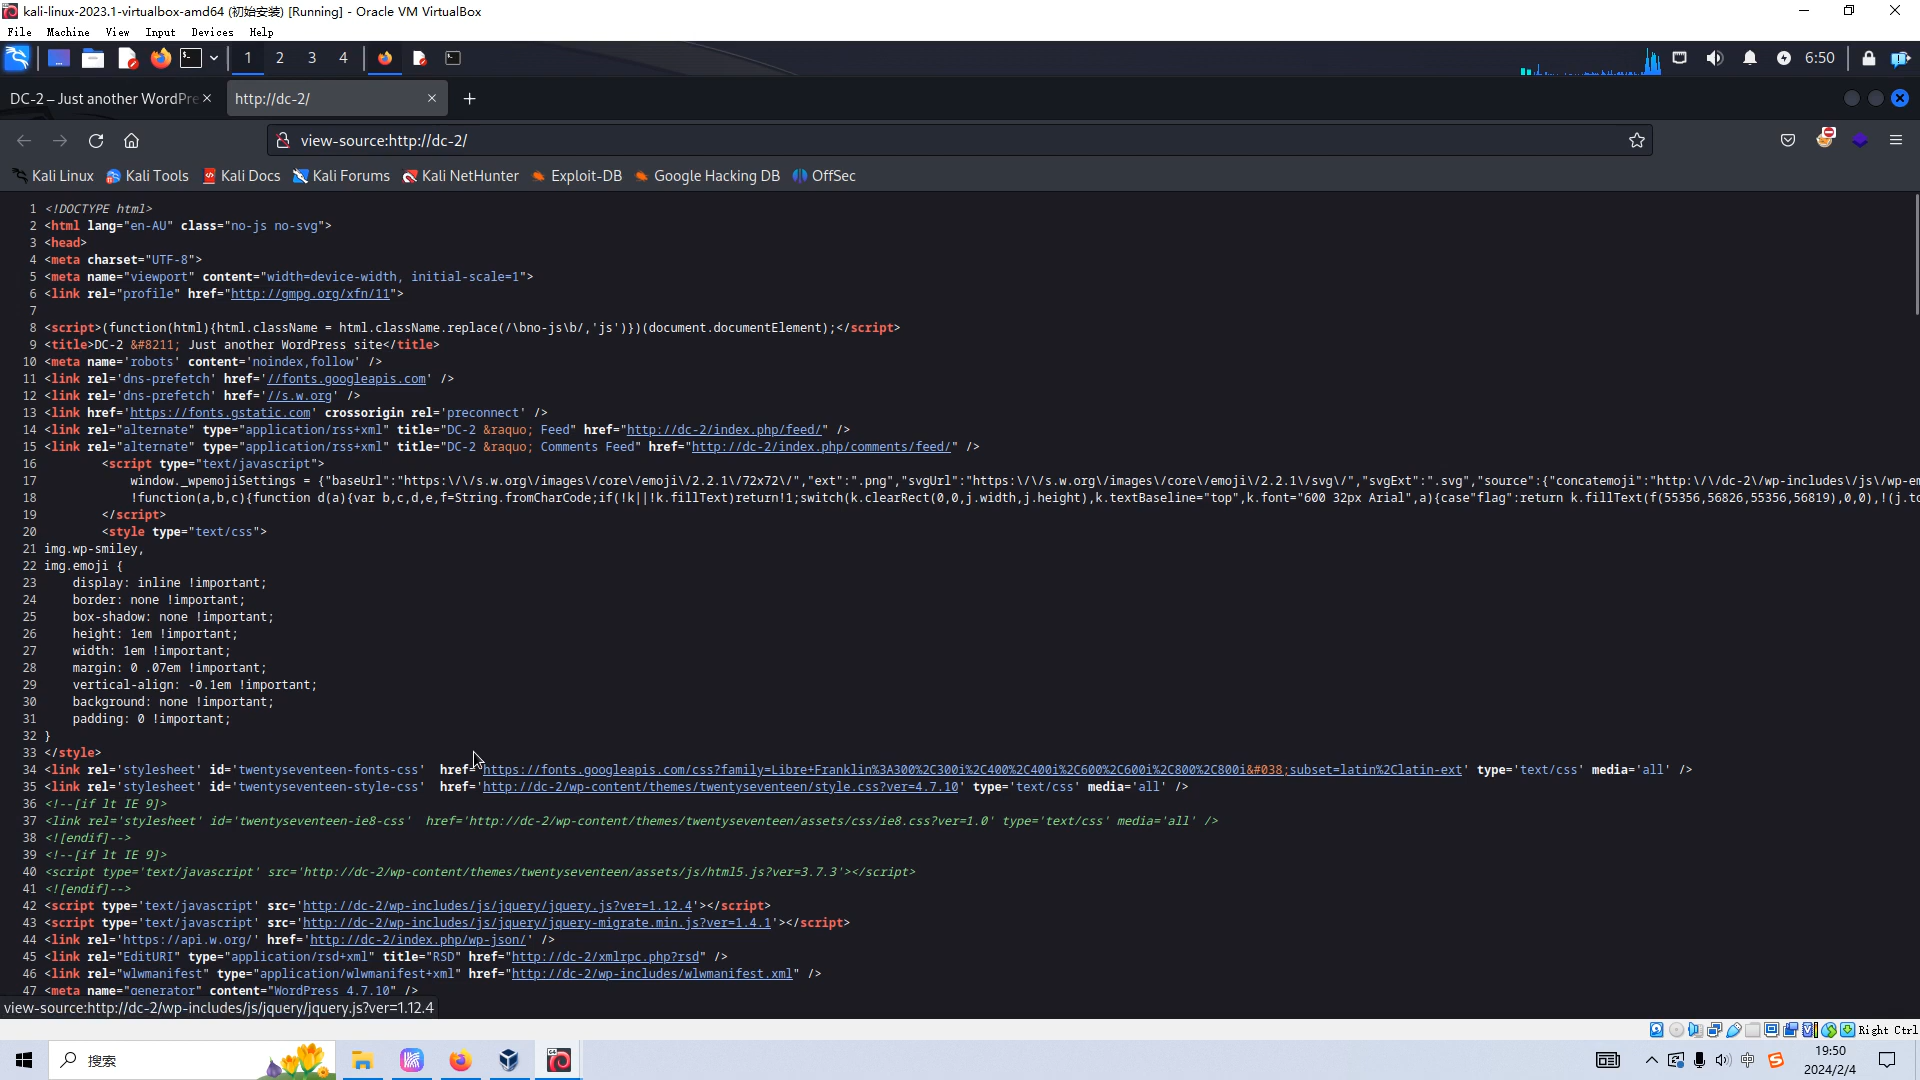 kali-linux-2023.1-virtualbox-amd64 (初始安装) [Running] - Oracle VM VirtualBox
File Machine View Input Devices Help
1 2 3 4 6:50
DC-2 – Just another WordPre
http://dc-2/
view-source:http://dc-2/
Kali Linux Kali Tools Kali Docs Kali Forums Kali NetHunter Exploit-DB Google Hacking DB OffSec
1 <!DOCTYPE html>
2 <html lang="en-AU" class="no-js no-svg">
3 <head>
4 <meta charset="UTF-8">
5 <meta name="viewport" content="width=device-width, initial-scale=1">
6 <link rel="profile" href="http://gmpg.org/xfn/11">
7
8 <script>(function(html){html.className = html.className.replace(/\bno-js\b/,'js')})(document.documentElement);</script>
9 <title>DC-2 &#8211; Just another WordPress site</title>
10 <meta name='robots' content='noindex,follow' />
11 <link rel='dns-prefetch' href='//fonts.googleapis.com' />
12 <link rel='dns-prefetch' href='//s.w.org' />
13 <link href='https://fonts.gstatic.com' crossorigin rel='preconnect' />
14 <link rel="alternate" type="application/rss+xml" title="DC-2 &raquo; Feed" href="http://dc-2/index.php/feed/" />
15 <link rel="alternate" type="application/rss+xml" title="DC-2 &raquo; Comments Feed" href="http://dc-2/index.php/comments/feed/" />
16 <script type="text/javascript">
17 window._wpemojiSettings = {"baseUrl":"https:\/\/s.w.org\/images\/core\/emoji\/2.2.1\/72x72\/","ext":".png","svgUrl":"https:\/\/s.w.org\/images\/core\/emoji\/2.2.1\/svg\/","svgExt":".svg","source":{"concatemoji":"http:\/\/dc-2\/wp-includes\/js\/wp-em
18 !function(a,b,c){function d(a){var b,c,d,e,f=String.fromCharCode;if(!k||!k.fillText)return!1;switch(k.clearRect(0,0,j.width,j.height),k.textBaseline="top",k.font="600 32px Arial",a){case"flag":return k.fillText(f(55356,56826,55356,56819),0,0),!(j.to
19 </script>
20 <style type="text/css">
21 img.wp-smiley,
22 img.emoji {
23 display: inline !important;
24 border: none !important;
25 box-shadow: none !important;
26 height: 1em !important;
27 width: 1em !important;
28 margin: 0 .07em !important;
29 vertical-align: -0.1em !important;
30 background: none !important;
31 padding: 0 !important;
32 }
33 </style>
34 <link rel='stylesheet' id='twentyseventeen-fonts-css' href='https://fonts.googleapis.com/css?family=Libre+Franklin%3A300%2C300i%2C400%2C400i%2C600%2C600i%2C800%2C800i&#038;subset=latin%2Clatin-ext' type='text/css' media='all' />
35 <link rel='stylesheet' id='twentyseventeen-style-css' href='http://dc-2/wp-content/themes/twentyseventeen/style.css?ver=4.7.10' type='text/css' media='all' />
36 <!--[if lt IE 9]>
37 <link rel='stylesheet' id='twentyseventeen-ie8-css' href='http://dc-2/wp-content/themes/twentyseventeen/assets/css/ie8.css?ver=1.0' type='text/css' media='all' />
38 <![endif]-->
39 <!--[if lt IE 9]>
40 <script type='text/javascript' src='http://dc-2/wp-content/themes/twentyseventeen/assets/js/html5.js?ver=3.7.3'></script>
41 <![endif]-->
42 <script type='text/javascript' src='http://dc-2/wp-includes/js/jquery/jquery.js?ver=1.12.4'></script>
43 <script type='text/javascript' src='http://dc-2/wp-includes/js/jquery/jquery-migrate.min.js?ver=1.4.1'></script>
44 <link rel='https://api.w.org/' href='http://dc-2/index.php/wp-json/' />
45 <link rel="EditURI" type="application/rsd+xml" title="RSD" href="http://dc-2/xmlrpc.php?rsd" />
46 <link rel="wlwmanifest" type="application/wlwmanifest+xml" href="http://dc-2/wp-includes/wlwmanifest.xml" />
47 <meta name="generator" content="WordPress 4.7.10" />
view-source:http://dc-2/wp-includes/js/jquery/jquery.js?ver=1.12.4
Right Ctrl
搜索
中
19:50
2024/2/4